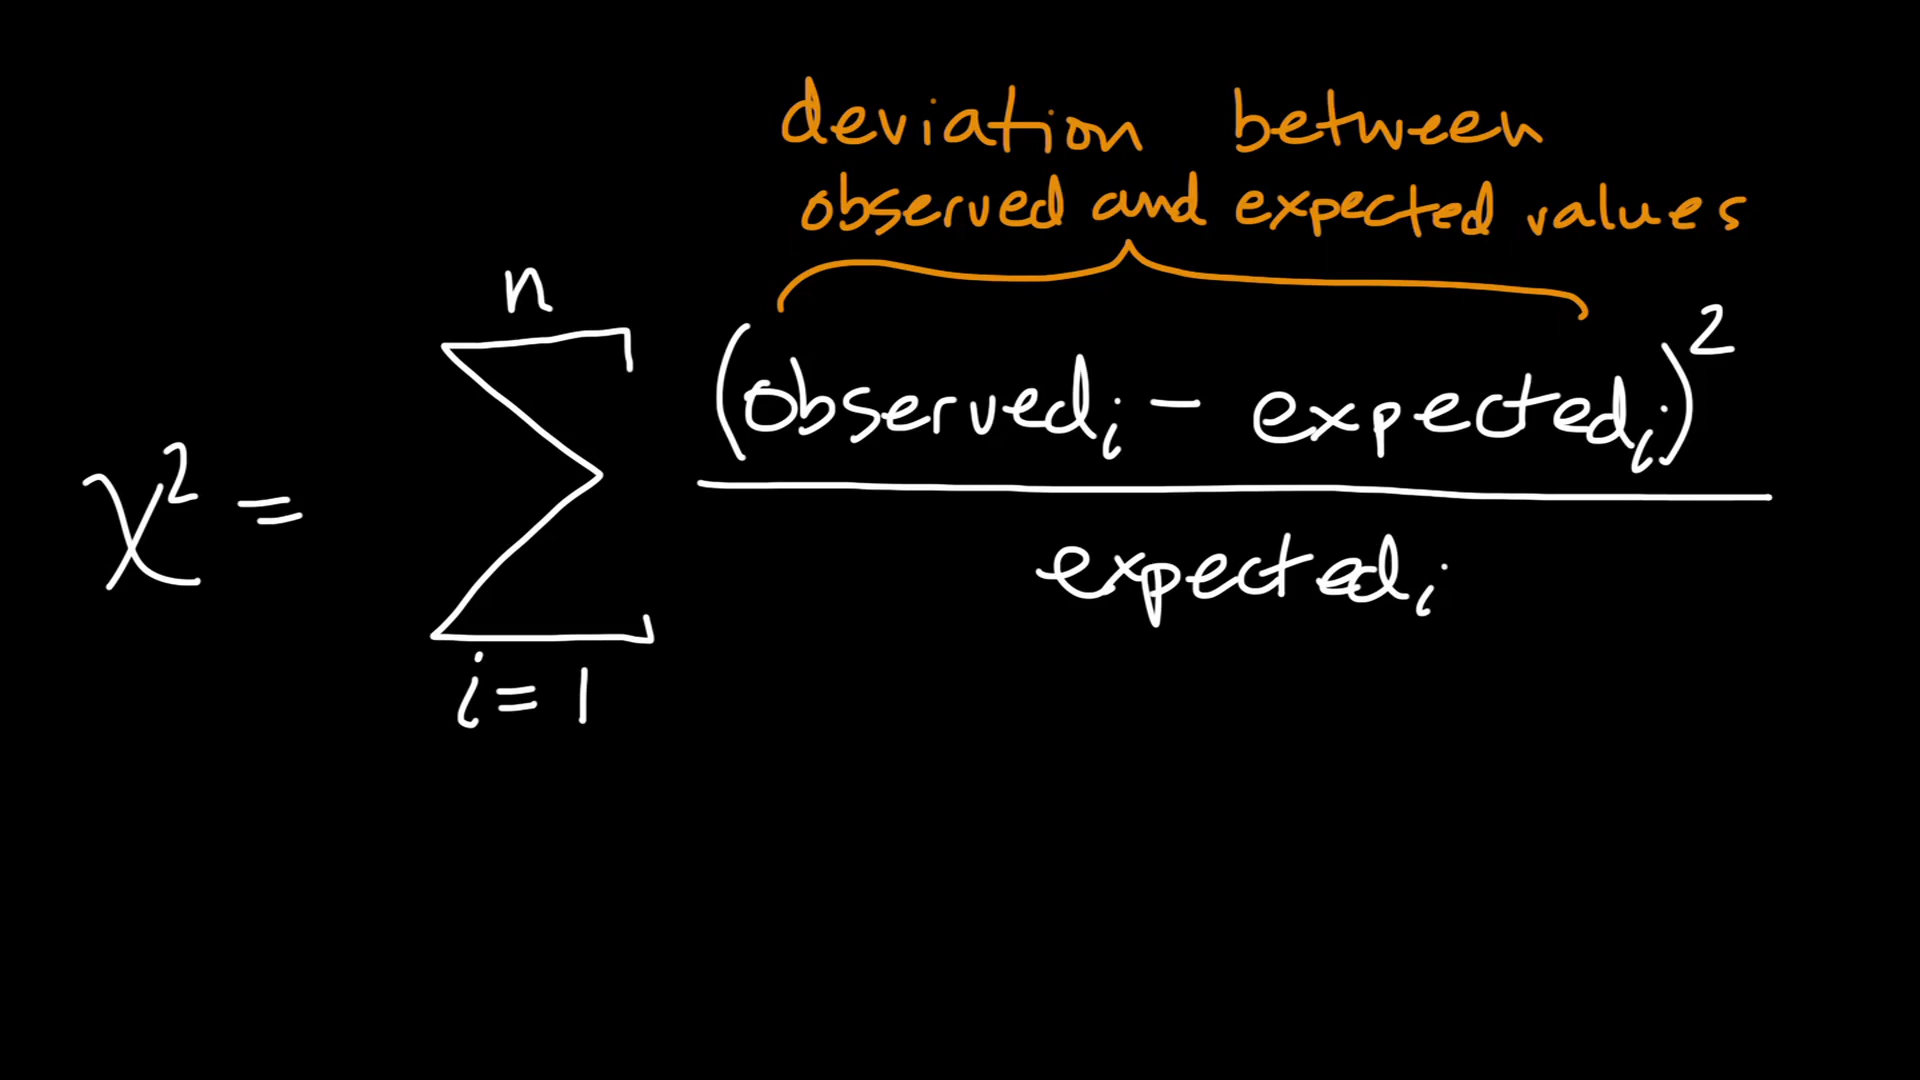 deviation between
observed and expected values
n
(observedᵢ - expectedᵢ)²
χ² = Σ
expectedᵢ
i = 1